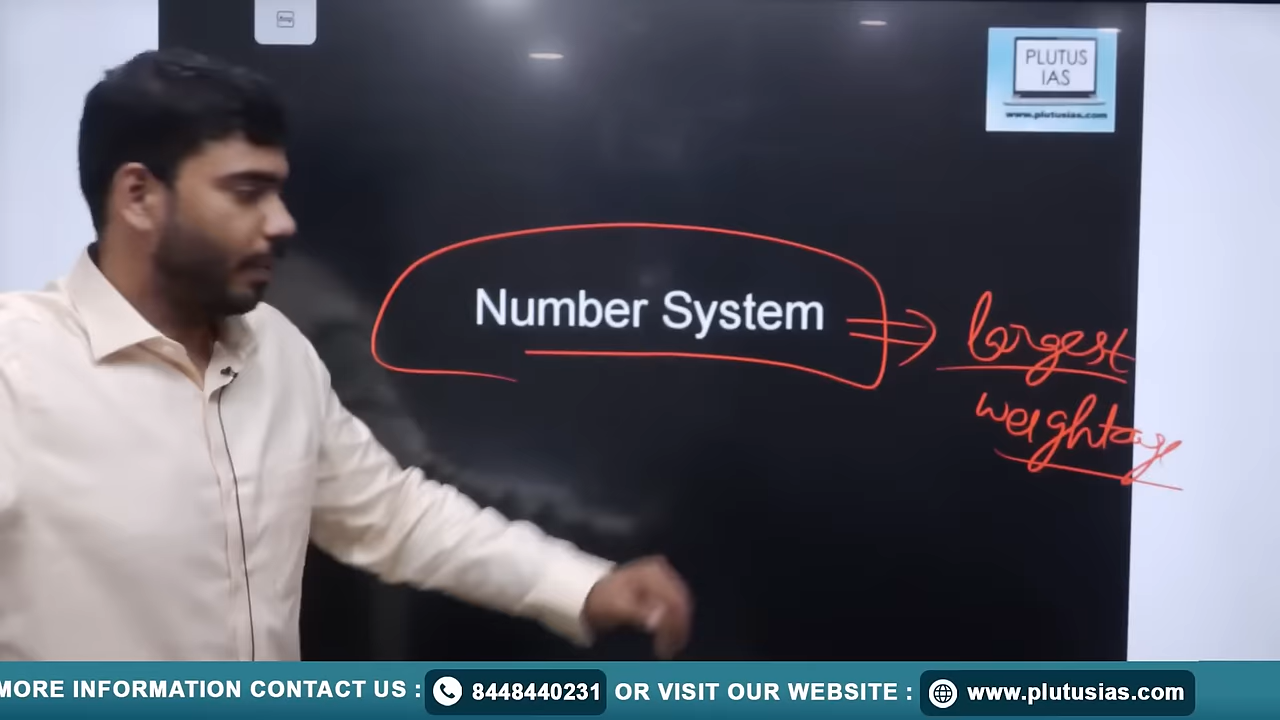 PLUTUS
IAS
www.plutusias.com
Number System
largest
weightage
MORE INFORMATION CONTACT US : 8448440231 OR VISIT OUR WEBSITE : www.plutusias.com